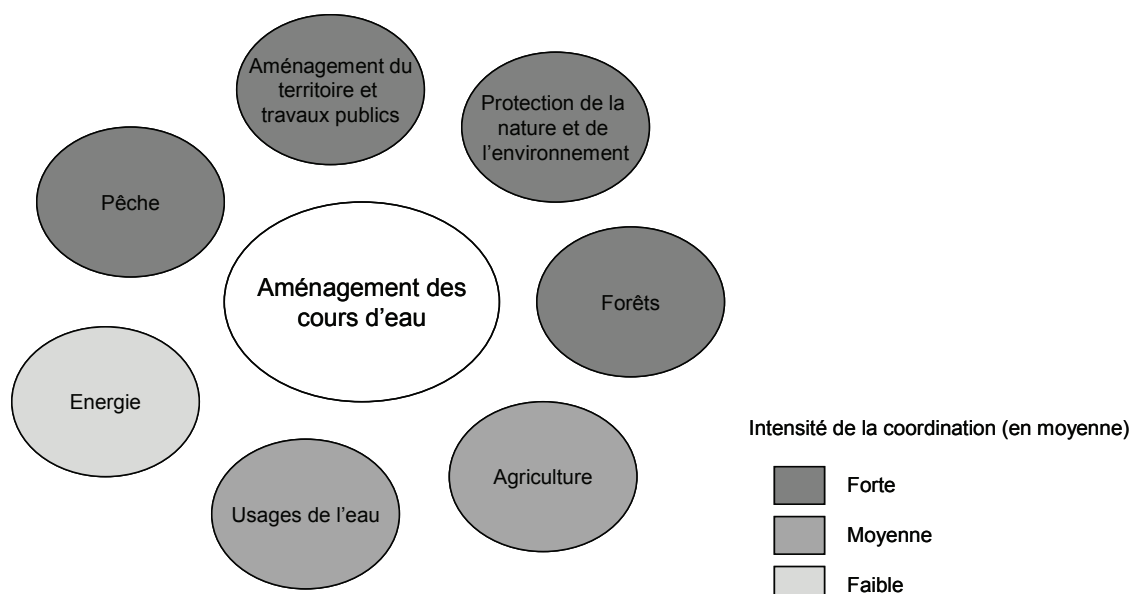 Aménagement du
territoire et
travaux publics
Protection de la
nature et de
l'environnement
Pêche
Aménagement des
cours d'eau
Forêts
Energie
Usages de l'eau
Agriculture
Intensité de la coordination (en moyenne)
Forte
Moyenne
Faible